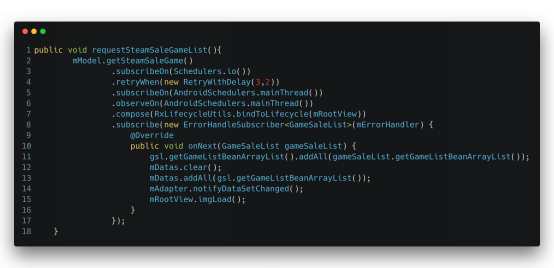 1 public void requestSteamSaleGameList(){
2 mModel.getSteamSaleGame()
3 .subscribeOn(Schedulers.io())
4 .retryWhen(new RetryWithDelay(3,2))
5 .subscribeOn(AndroidSchedulers.mainThread())
6 .observeOn(AndroidSchedulers.mainThread())
7 .compose(RxLifecycleUtils.bindToLifecycle(mRootView))
8 .subscribe(new ErrorHandleSubscriber<GameSaleList>(mErrorHandler) {
9 @Override
10 public void onNext(GameSaleList gameSaleList) {
11 gsl.getGameListBeanArrayList().addAll(gameSaleList.getGameListBeanArrayList());
12 mDatas.clear();
13 mDatas.addAll(gsl.getGameListBeanArrayList());
14 mAdapter.notifyDataSetChanged();
15 mRootView.imgLoad();
16 }
17 });
18 }